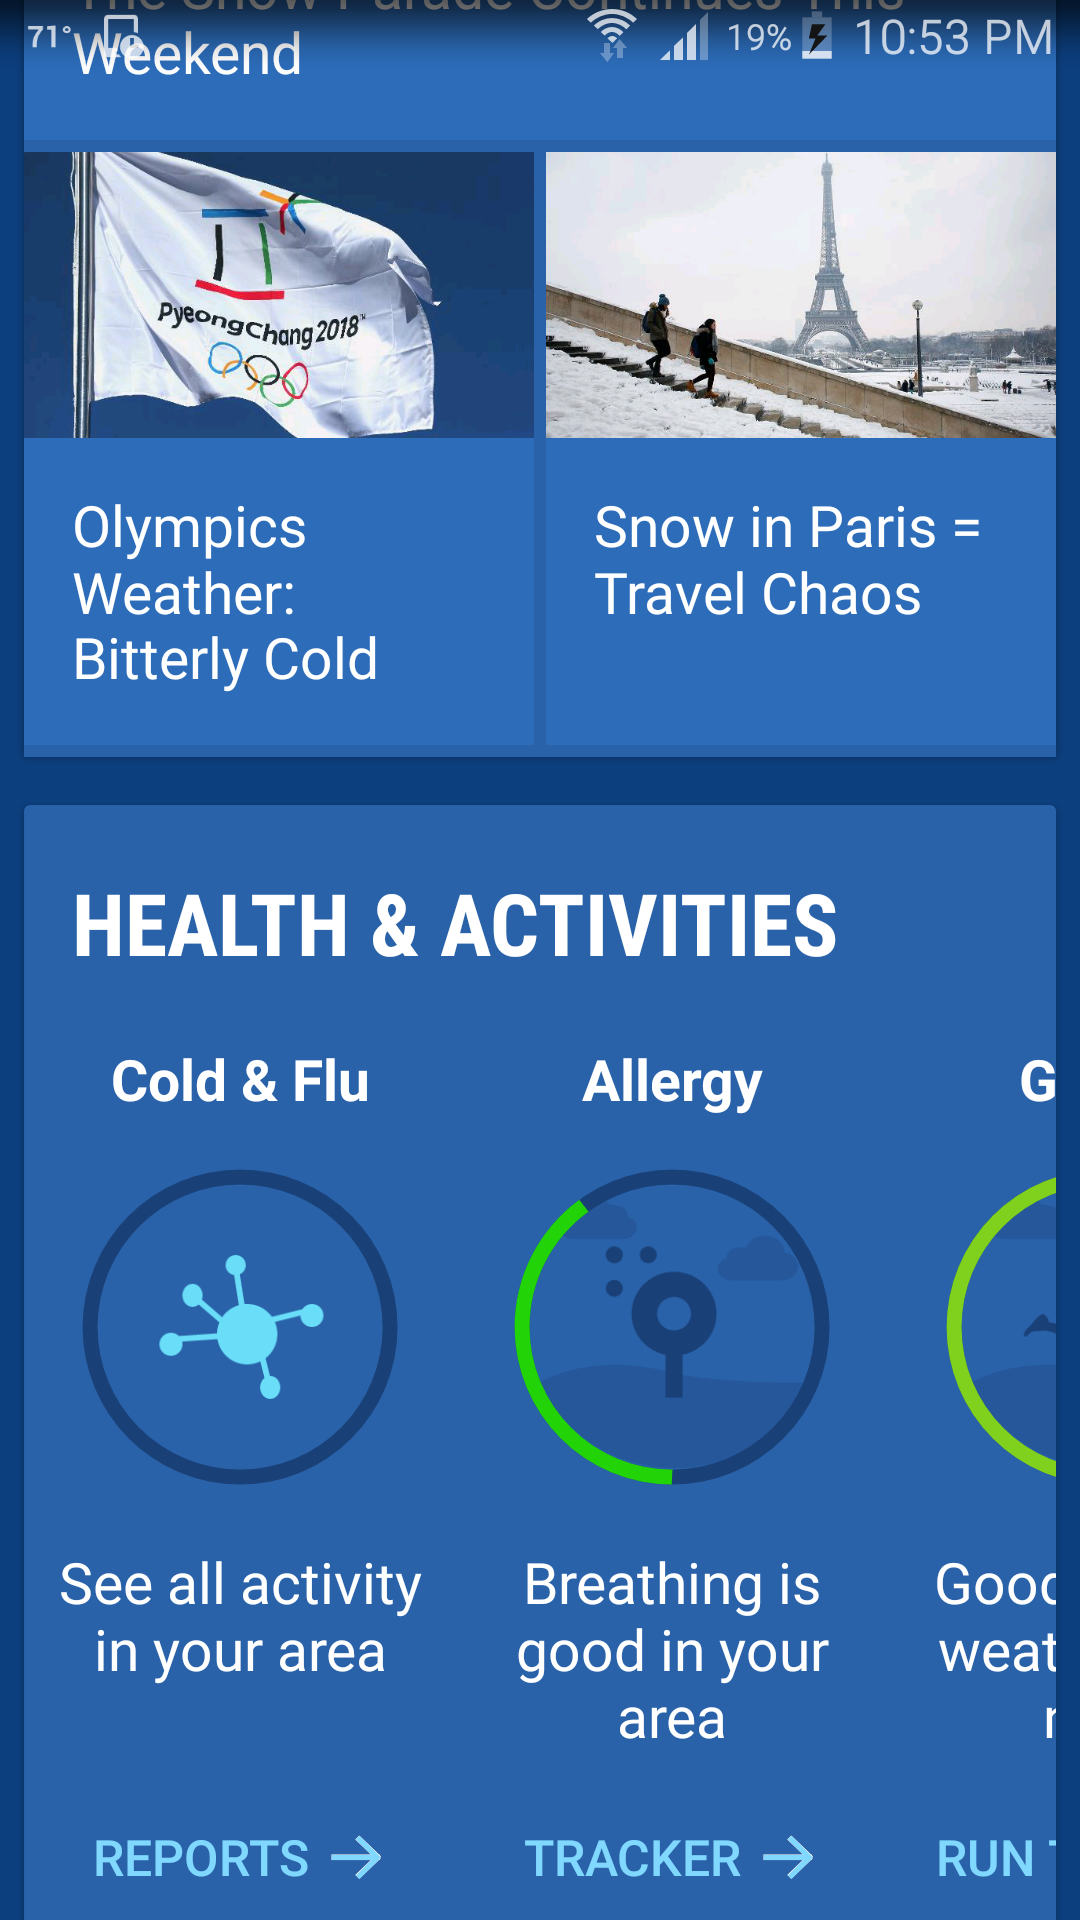 The Snow Parade Continues This
Weekend
71°
19%
10:53 PM
PyeongChang 2018™
Olympics
Weather:
Bitterly Cold
Snow in Paris =
Travel Chaos
HEALTH & ACTIVITIES
Cold & Flu
Allergy
G
See all activity
in your area
Breathing is
good in your
area
Good
weat
r
REPORTS
TRACKER
RUN T